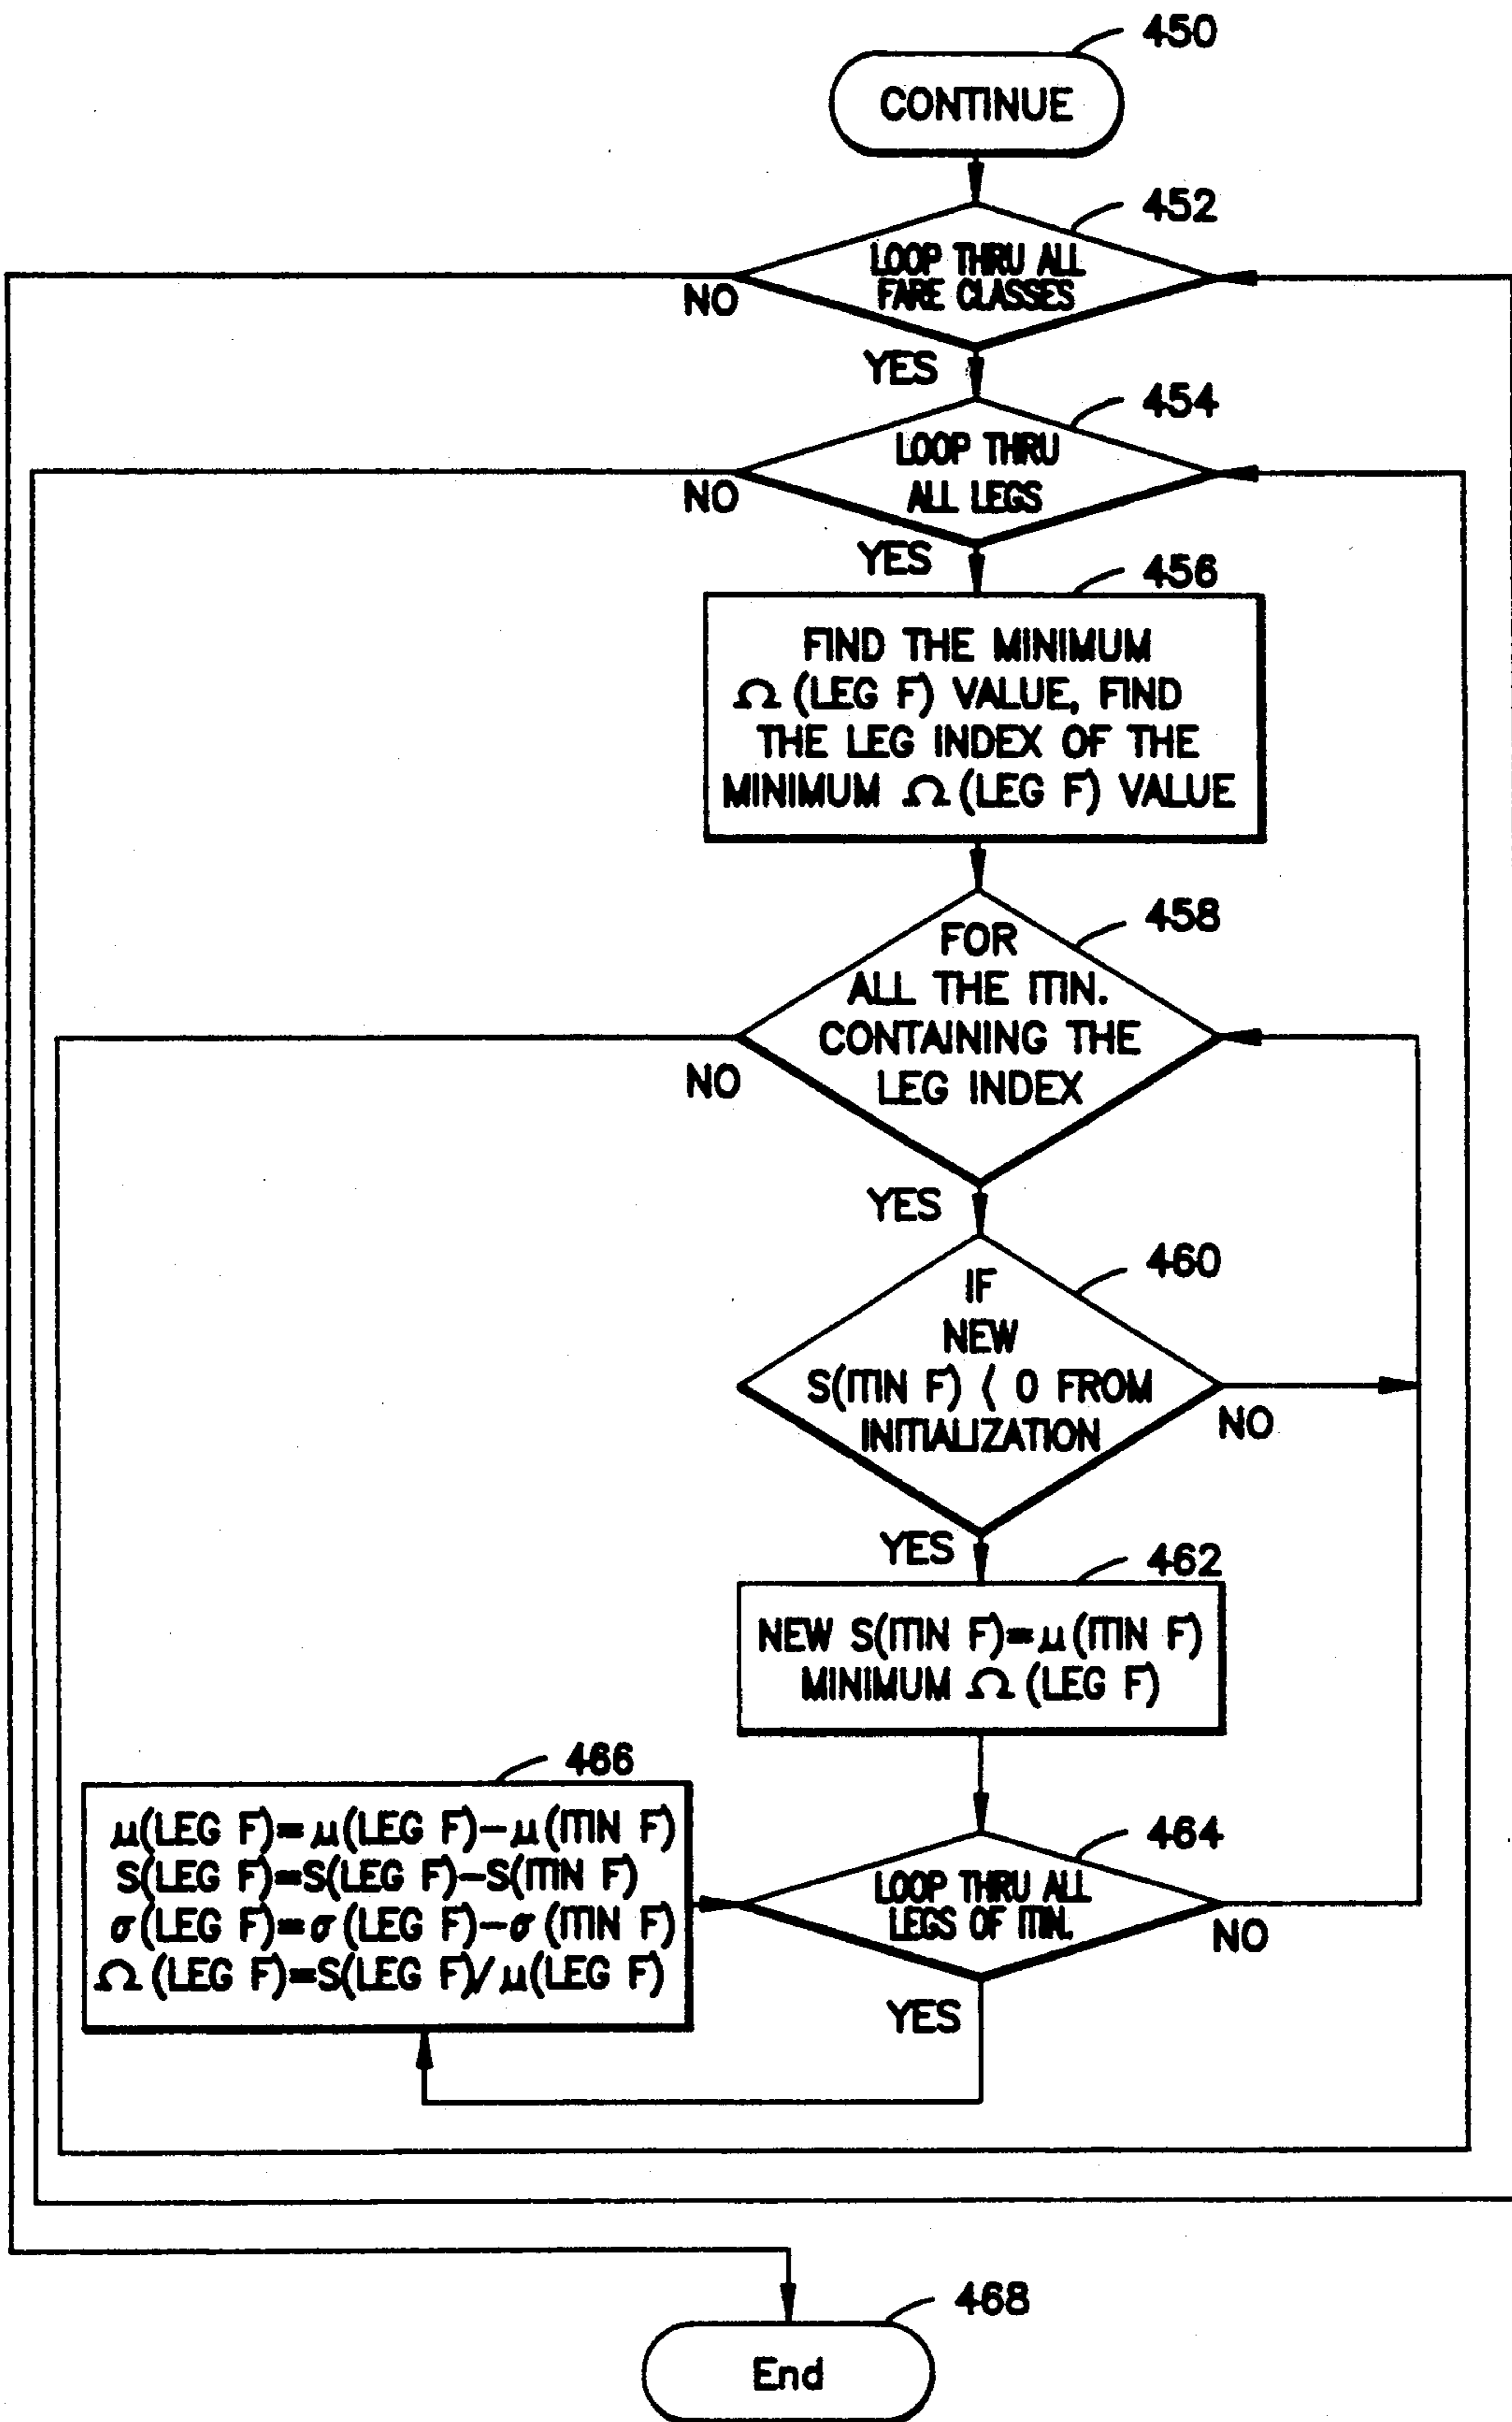 450
CONTINUE
452
LOOP THRU ALL
FARE CLASSES
NO
YES
454
LOOP THRU
ALL LEGS
NO
YES
456
FIND THE MINIMUM
Ω (LEG F) VALUE, FIND
THE LEG INDEX OF THE
MINIMUM Ω (LEG F) VALUE
458
FOR
ALL THE ITIN.
CONTAINING THE
LEG INDEX
NO
YES
460
IF
NEW
S(ITIN F) < 0 FROM
INITIALIZATION
NO
YES
462
NEW S(ITIN F)=μ(ITIN F)
MINIMUM Ω (LEG F)
466
μ(LEG F)=μ(LEG F)-μ(ITIN F)
S(LEG F)=S(LEG F)-S(ITIN F)
σ(LEG F)=σ(LEG F)-σ(ITIN F)
Ω (LEG F)=S(LEG F)/μ(LEG F)
464
LOOP THRU ALL
LEGS OF ITIN.
NO
YES
468
End